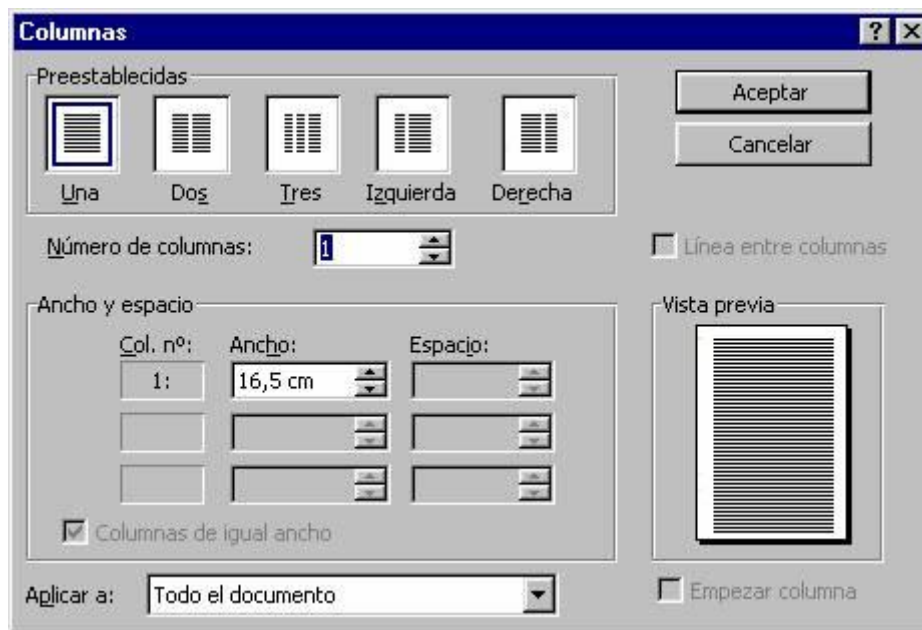 Columnas
Preestablecidas
Una Dos Tres Izquierda Derecha
Aceptar
Cancelar
Número de columnas: 1
Línea entre columnas
Ancho y espacio
Col. nº: Ancho: Espacio:
1: 16,5 cm
Columnas de igual ancho
Vista previa
Aplicar a: Todo el documento
Empezar columna